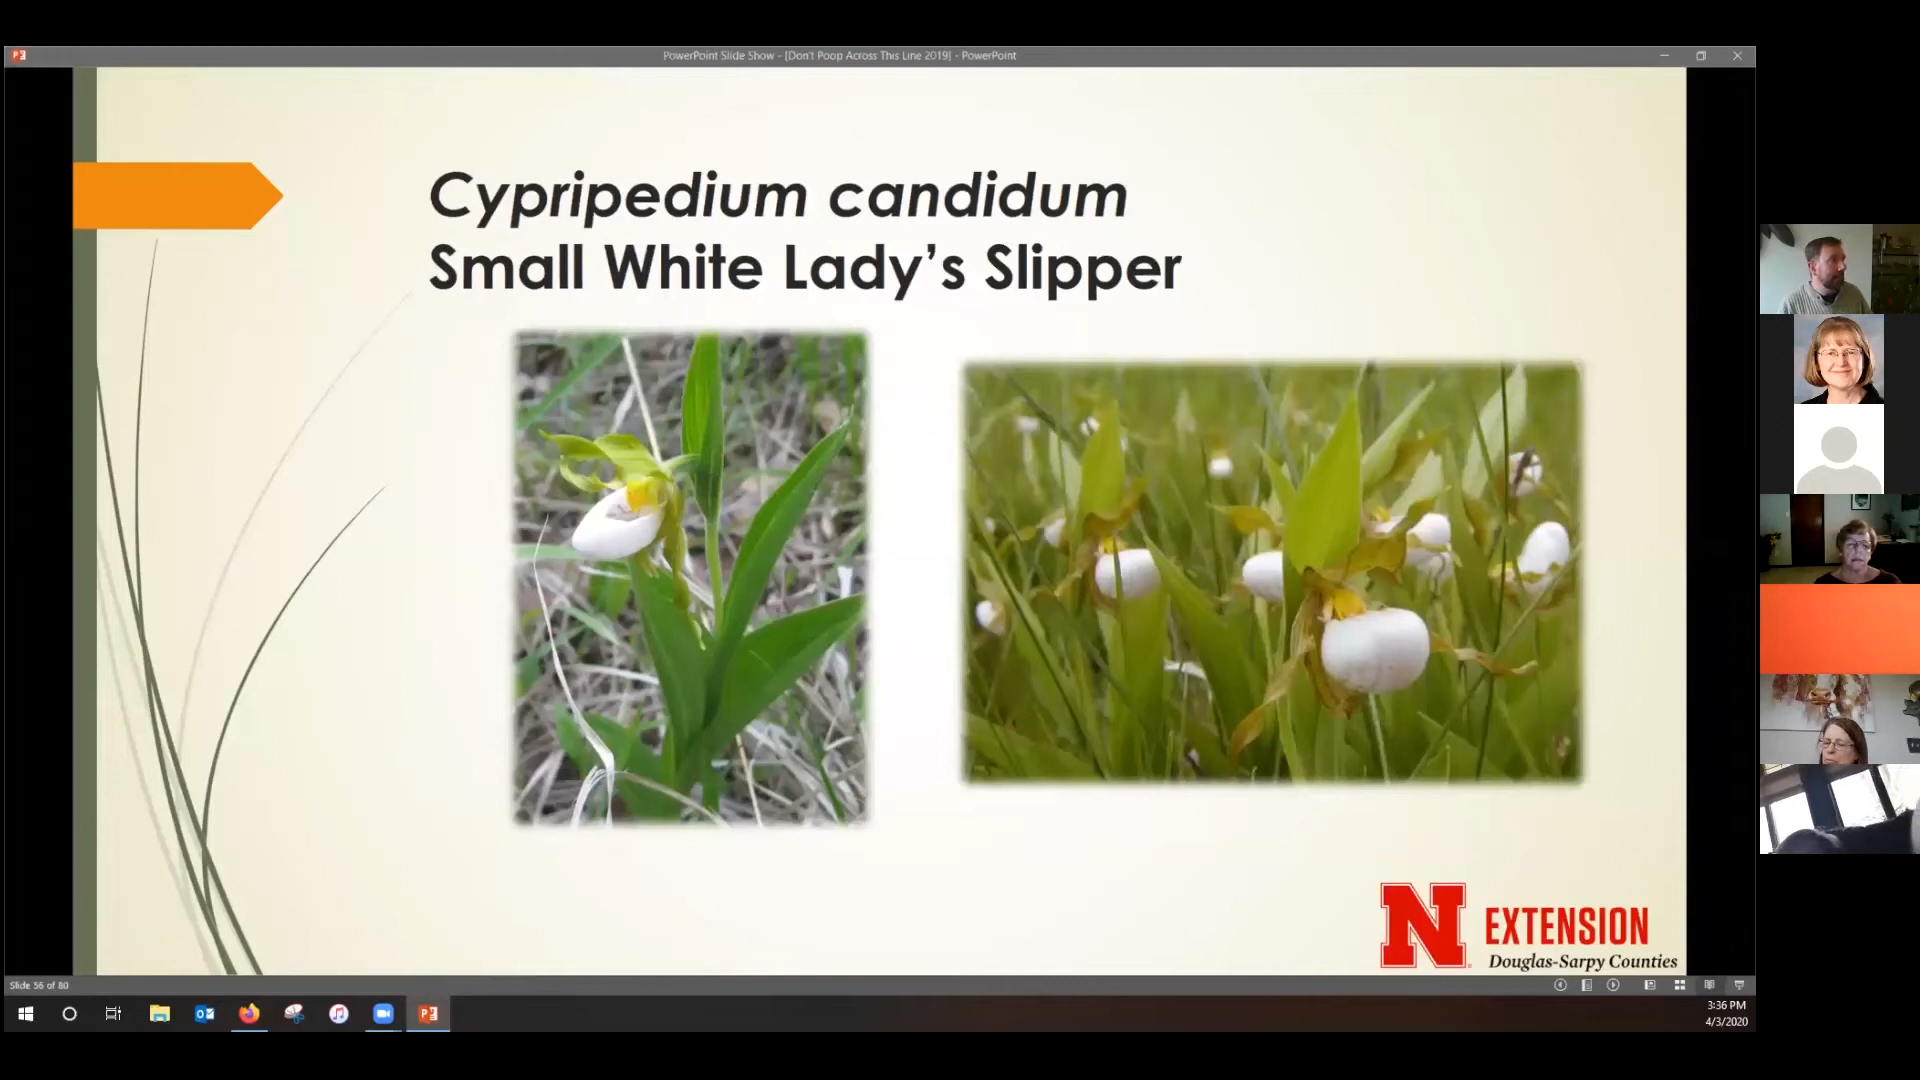 PowerPoint Slide Show - [Don't Poop Across This Line 2019] - PowerPoint
Cypripedium candidum
Small White Lady's Slipper
N EXTENSION
Douglas-Sarpy Counties
Slide 56 of 80
3:36 PM
4/3/2020